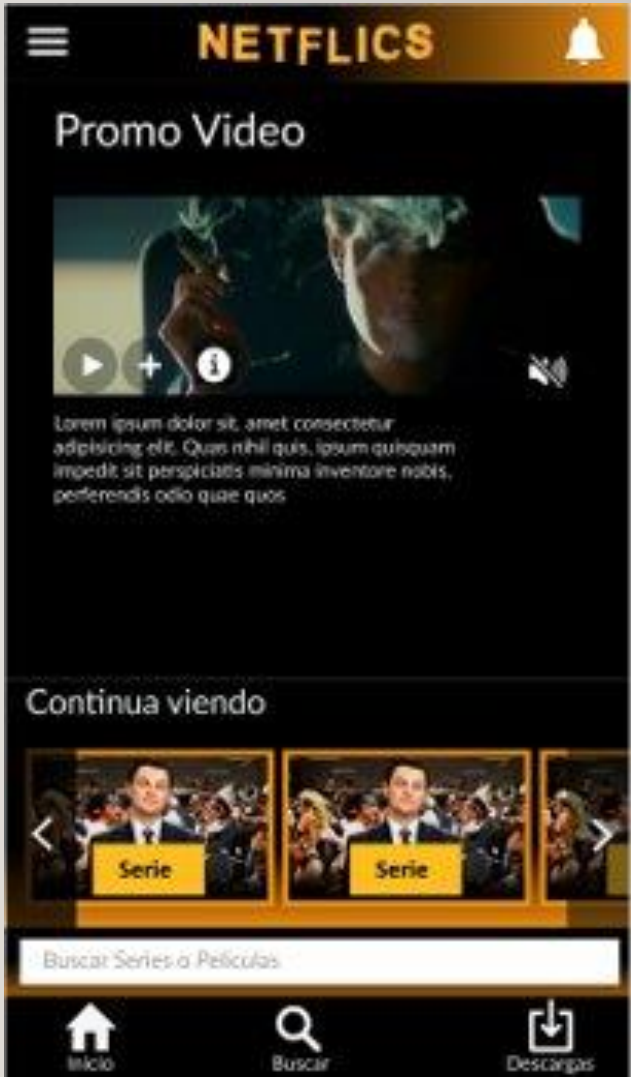 NETFLICS
Promo Video
Lorem ipsum dolor sit, amet consectetur
adipisicing elit. Quas nihil quis, ipsum quisquam
impedit sit perspiciatis minima inventore nobis,
perferendis odio quae quos
Continua viendo
Serie
Serie
Buscar Series o Peliculas
Inicio
Buscar
Descargas